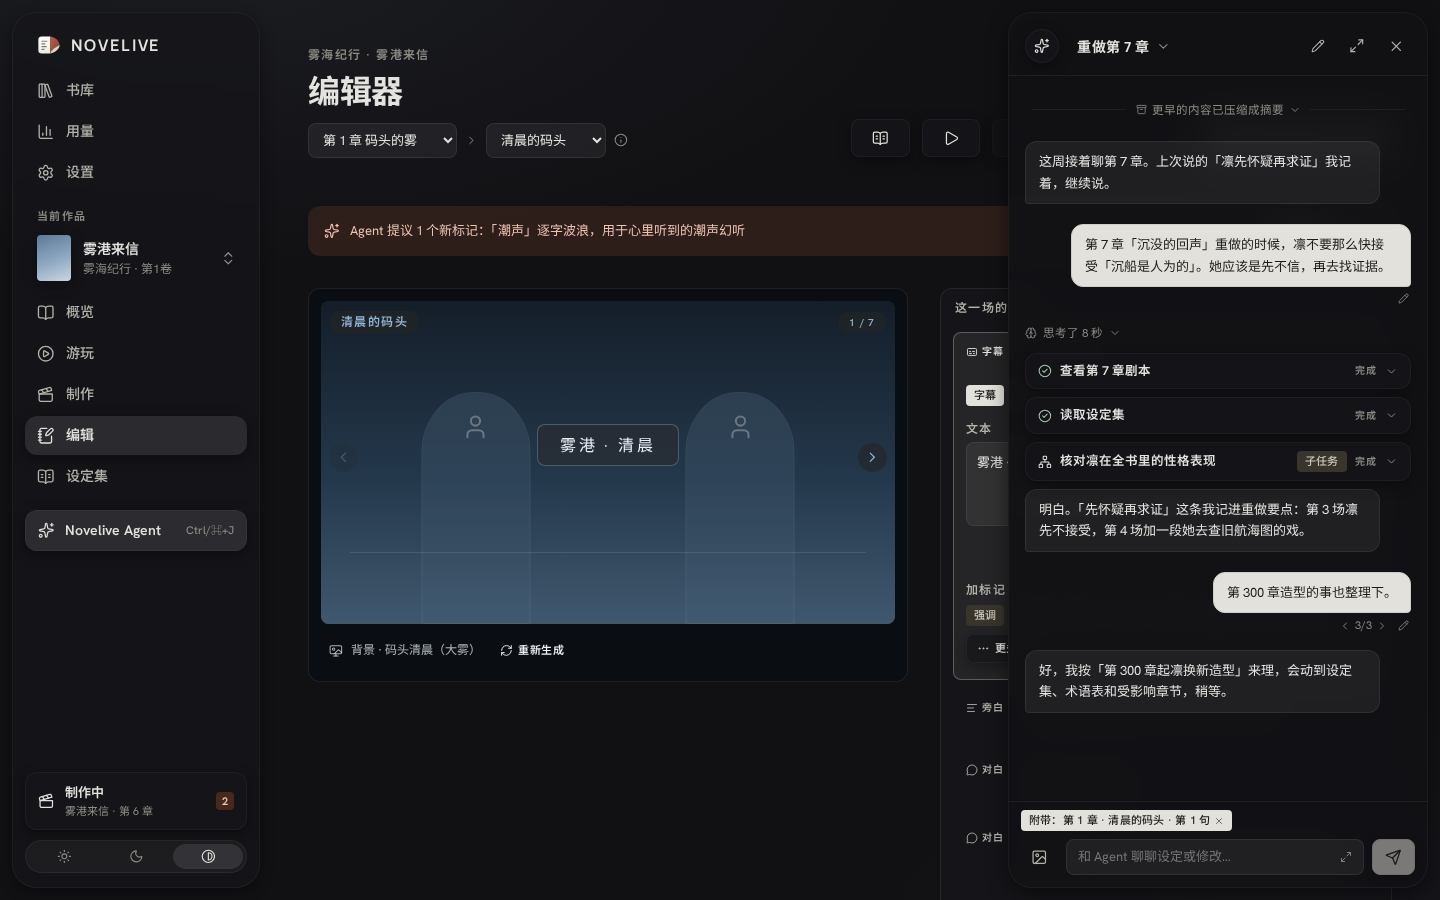 NOVELIVE
书库
用量
设置
当前作品
雾港来信
雾海纪行 · 第1卷
概览
游玩
制作
编辑
设定集
Novelive Agent
Ctrl/⌘+J
制作中
雾港来信 · 第 6 章
2
雾海纪行 · 雾港来信
编辑器
第 1 章 码头的雾
清晨的码头
Agent 提议 1 个新标记：「潮声」逐字波浪，用于心里听到的潮声幻听
清晨的码头
1 / 7
雾港 · 清晨
背景 · 码头清晨（大雾）
重新生成
这一场的
字幕
字幕
文本
雾港
加标记
强调
旁白
对白
对白
重做第 7 章
更早的内容已压缩成摘要
这周接着聊第 7 章。上次说的「凛先怀疑再求证」我记
着，继续说。
第 7 章「沉没的回声」重做的时候，凛不要那么快接
受「沉船是人为的」。她应该是先不信，再去找证据。
思考了 8 秒
查看第 7 章剧本
完成
读取设定集
完成
核对凛在全书里的性格表现
子任务
完成
明白。「先怀疑再求证」这条我记进重做要点：第 3 场凛
先不接受，第 4 场加一段她去查旧航海图的戏。
第 300 章造型的事也整理下。
3/3
好，我按「第 300 章起凛换新造型」来理，会动到设定
集、术语表和受影响章节，稍等。
附带：第 1 章 · 清晨的码头 · 第 1 句
和 Agent 聊聊设定或修改...